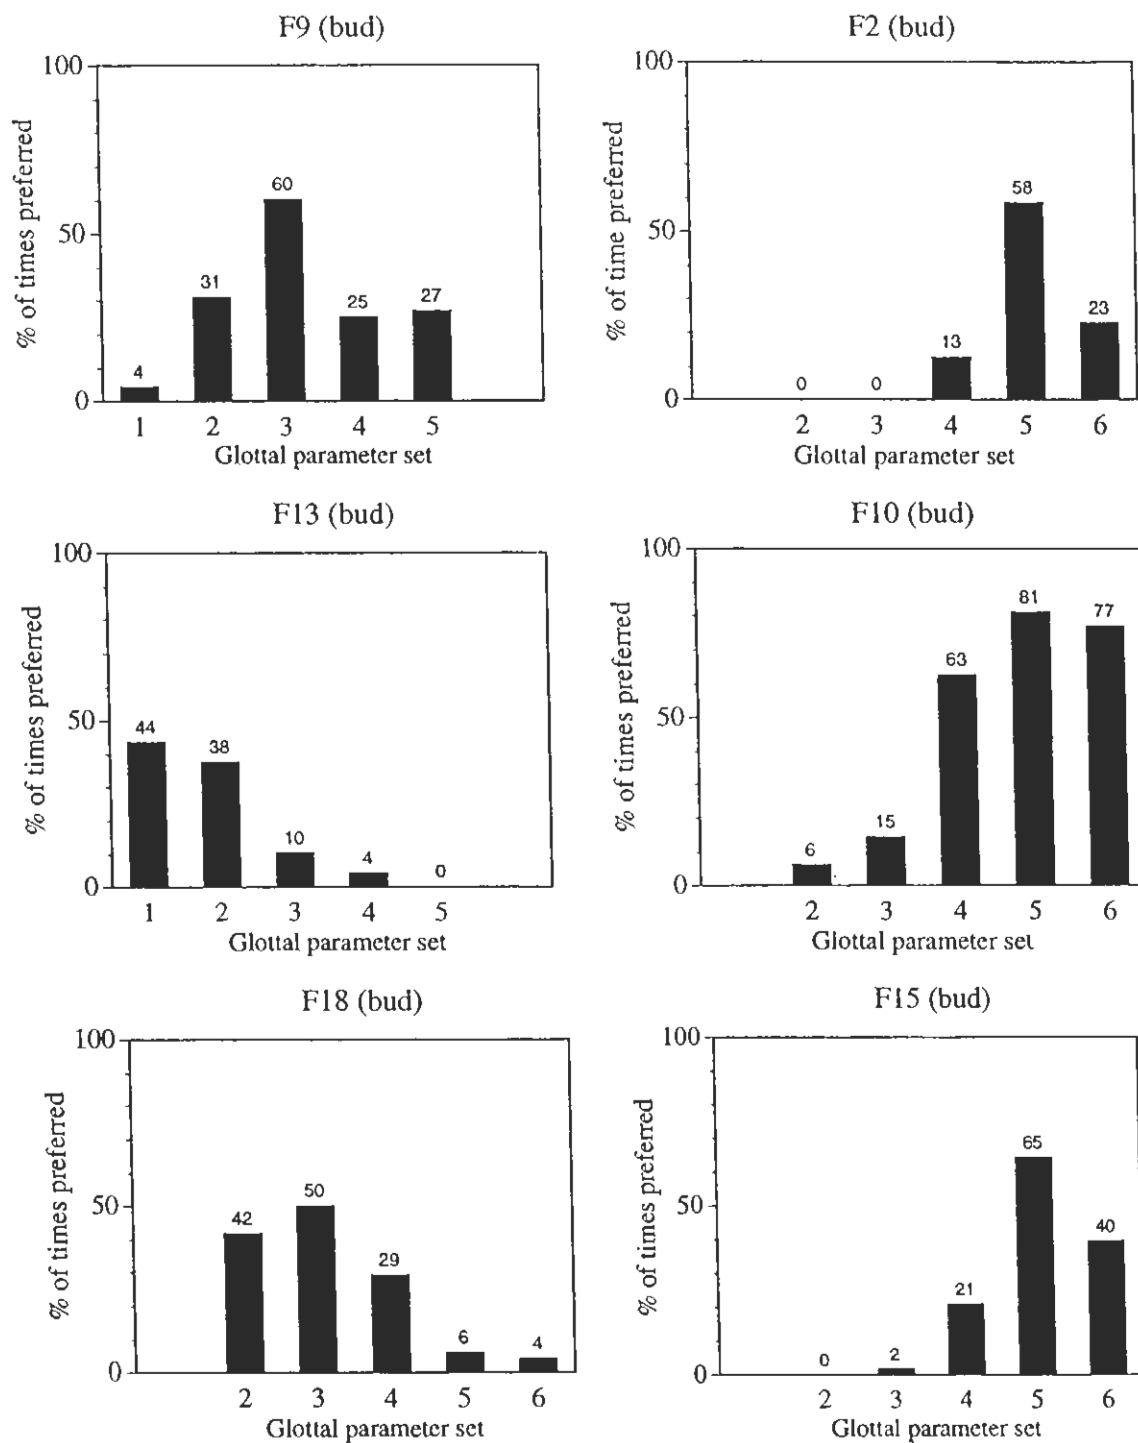 F9 (bud)
100
50
0
% of times preferred
4
31
60
25
27
1 2 3 4 5
Glottal parameter set
F2 (bud)
100
50
0
% of time preferred
0
0
13
58
23
2 3 4 5 6
Glottal parameter set
F13 (bud)
100
50
0
% of times preferred
44
38
10
4
0
1 2 3 4 5
Glottal parameter set
F10 (bud)
100
50
0
% of times preferred
6
15
63
81
77
2 3 4 5 6
Glottal parameter set
F18 (bud)
100
50
0
% of times preferred
42
50
29
6
4
2 3 4 5 6
Glottal parameter set
F15 (bud)
100
50
0
% of times preferred
0
2
21
65
40
2 3 4 5 6
Glottal parameter set